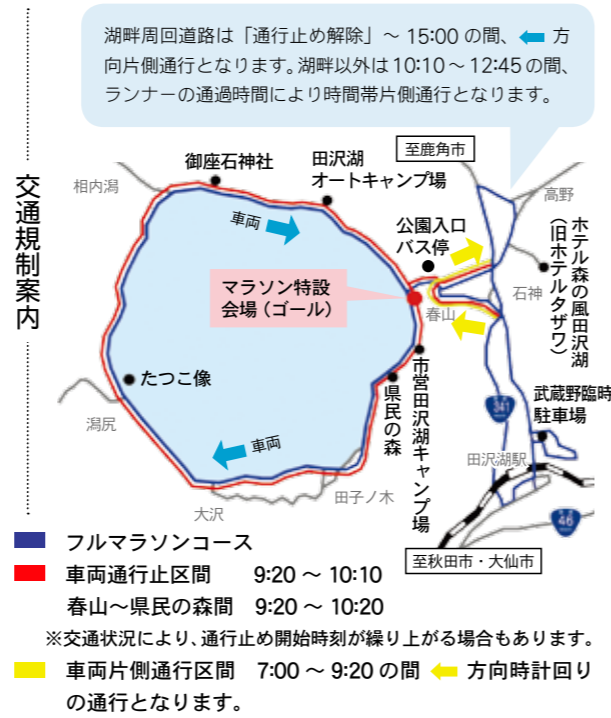 湖畔周回道路は「通行止め解除」～15:00の間、⬅方
向片側通行となります。湖畔以外は10:10～12:45の間、
ランナーの通過時間により時間帯片側通行となります。
交通規制案内
至鹿角市
御座石神社
田沢湖
オートキャンプ場
相内潟
高野
車両
公園入口
バス停
ホテル森の風田沢湖
(旧ホテルタザワ)
石神
マラソン特設
会場(ゴール)
春山
たつこ像
市営田沢湖キャンプ場
県民の森
341
武蔵野臨時
駐車場
潟尻
車両
田沢湖駅
田子ノ木
大沢
46
至秋田市・大仙市
フルマラソンコース
車両通行止区間 9:20～10:10
春山～県民の森間 9:20～10:20
※交通状況により、通行止め開始時刻が繰り上がる場合もあります。
車両片側通行区間 7:00～9:20の間⬅方向時計回り
の通行となります。